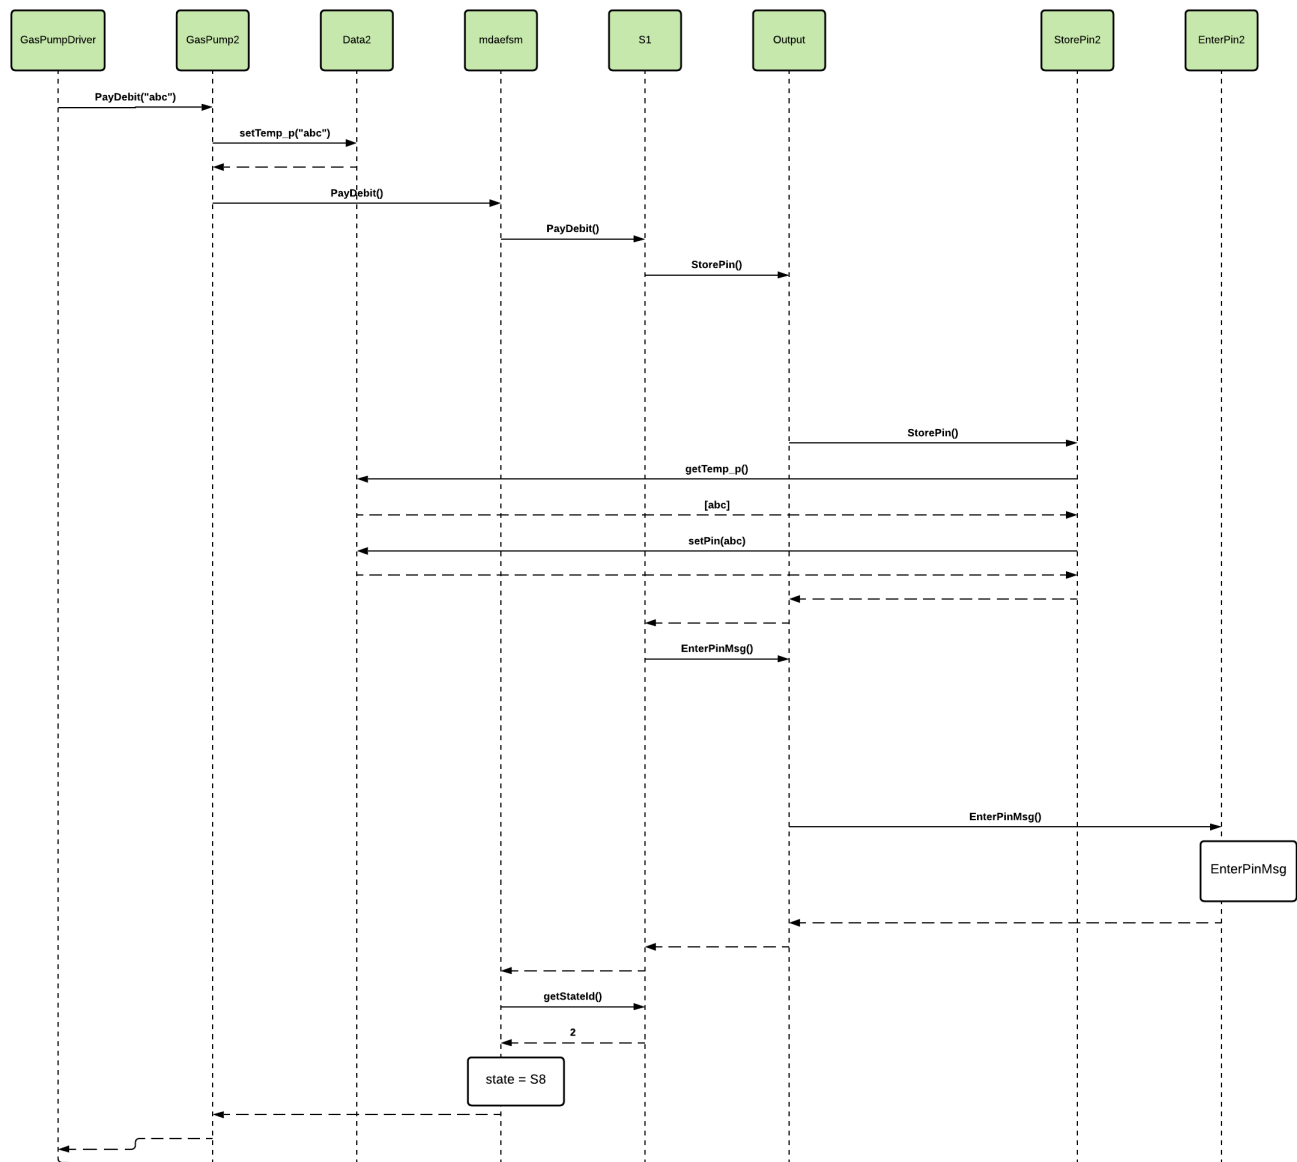 GasPumpDriver
GasPump2
Data2
mdaefsm
S1
Output
StorePin2
EnterPin2
PayDebit("abc")
setTemp_p("abc")
PayDebit()
PayDebit()
StorePin()
StorePin()
getTemp_p()
[abc]
setPin(abc)
EnterPinMsg()
EnterPinMsg()
EnterPinMsg
getStateId()
2
state = S8